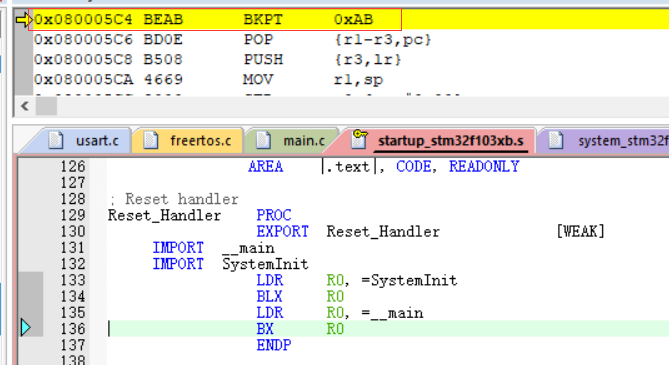 0x080005C4 BEAB BKPT 0xAB
0x080005C6 BD0E POP {r1-r3,pc}
0x080005C8 B508 PUSH {r3,lr}
0x080005CA 4669 MOV r1,sp
usart.c freertos.c main.c startup_stm32f103xb.s system_stm32f
126 AREA |.text|, CODE, READONLY
127
128 ; Reset handler
129 Reset_Handler PROC
130 EXPORT Reset_Handler [WEAK]
131 IMPORT __main
132 IMPORT SystemInit
133 LDR R0, =SystemInit
134 BLX R0
135 LDR R0, =__main
136 BX R0
137 ENDP
138